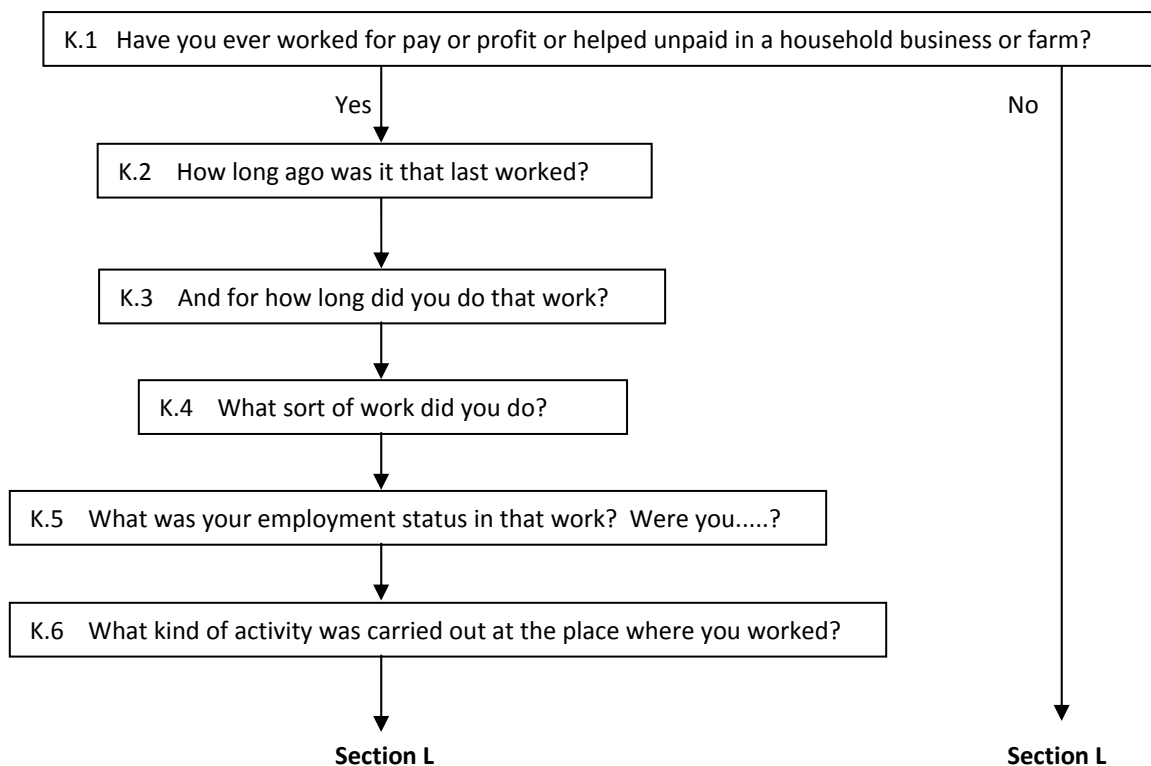 K.1 Have you ever worked for pay or profit or helped unpaid in a household business or farm?
Yes
No
K.2 How long ago was it that last worked?
K.3 And for how long did you do that work?
K.4 What sort of work did you do?
K.5 What was your employment status in that work? Were you.....?
K.6 What kind of activity was carried out at the place where you worked?
Section L
Section L